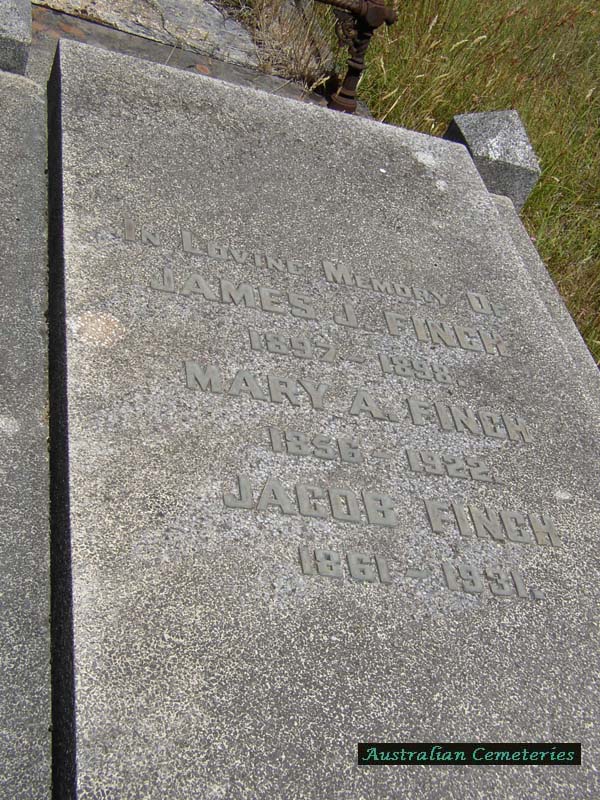 In Loving Memory Of
JAMES J. FINCH
1897 - 1898.
MARY A. FINCH
1856 - 1922.
JACOB FINCH
1861 - 1931.
Australian Cemeteries